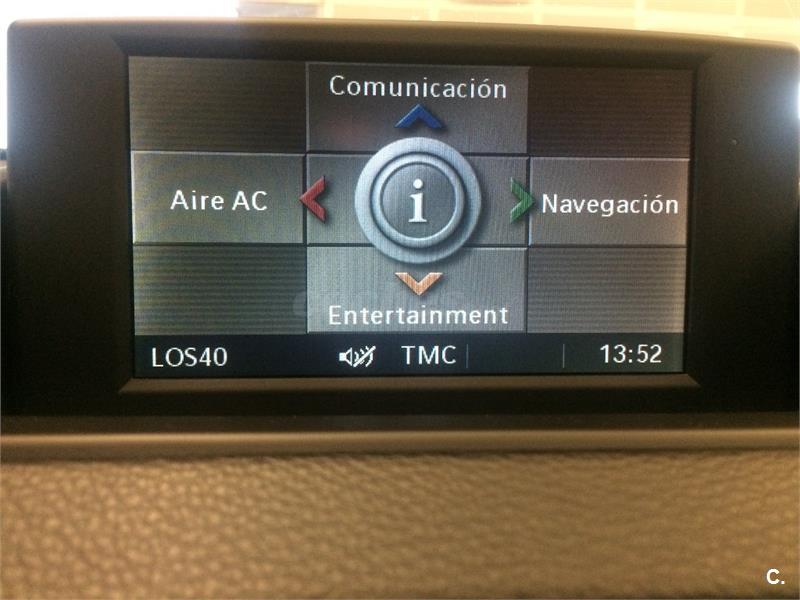 Comunicación
Aire AC
i
Navegación
Entertainment
LOS40 TMC 13:52
C.